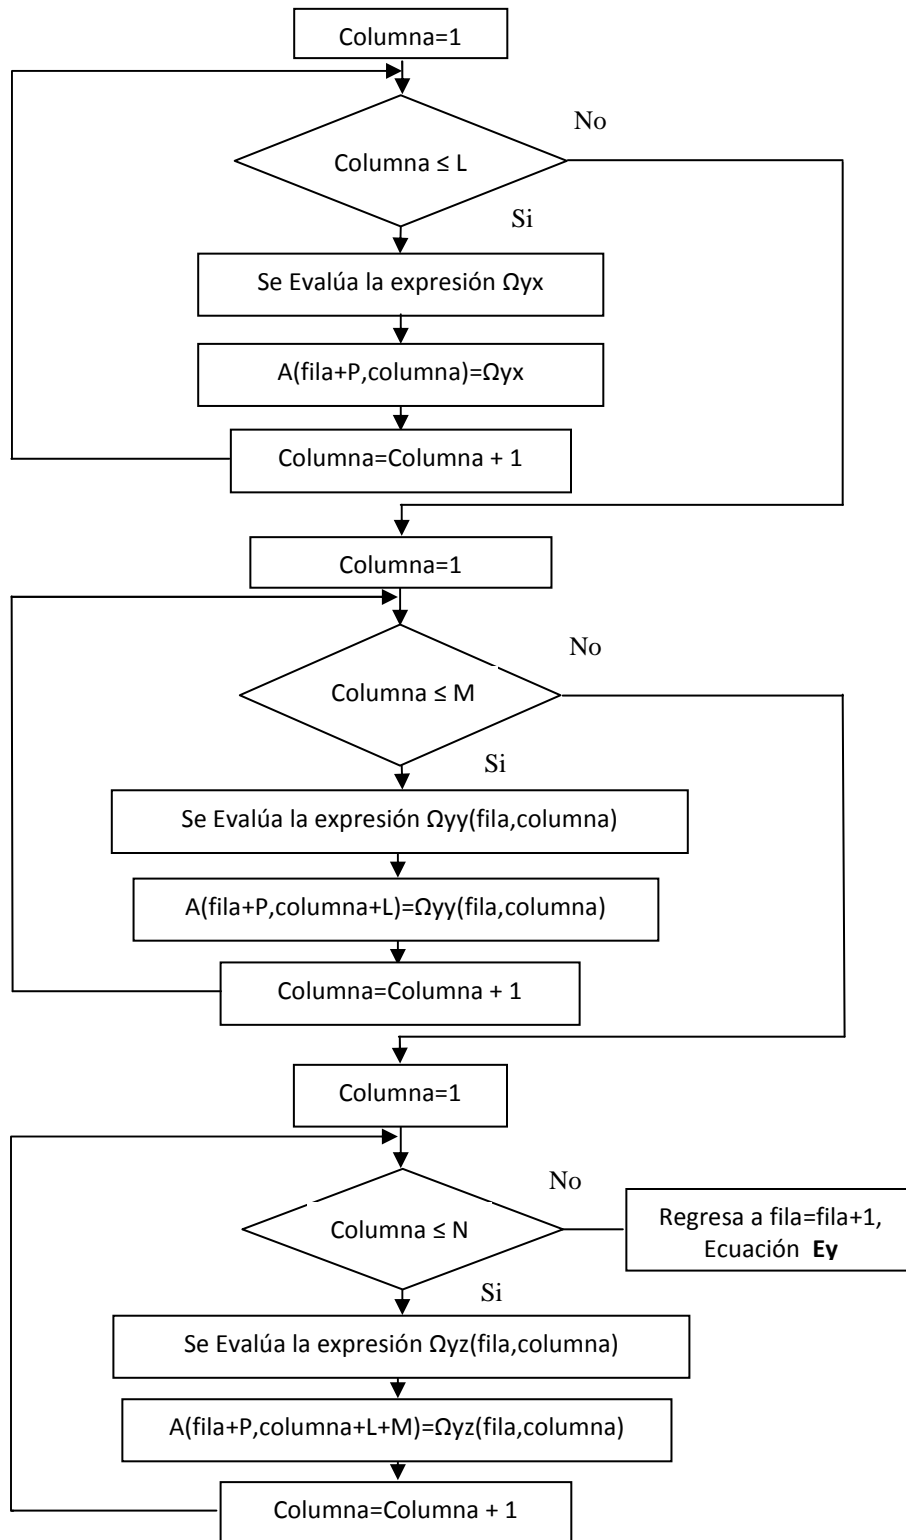 Columna=1
No
Columna ≤ L
Si
Se Evalúa la expresión Ωyx
A(fila+P,columna)=Ωyx
Columna=Columna + 1
Columna=1
No
Columna ≤ M
Si
Se Evalúa la expresión Ωyy(fila,columna)
A(fila+P,columna+L)=Ωyy(fila,columna)
Columna=Columna + 1
Columna=1
No
Columna ≤ N
Regresa a fila=fila+1,
Ecuación Ey
Si
Se Evalúa la expresión Ωyz(fila,columna)
A(fila+P,columna+L+M)=Ωyz(fila,columna)
Columna=Columna + 1